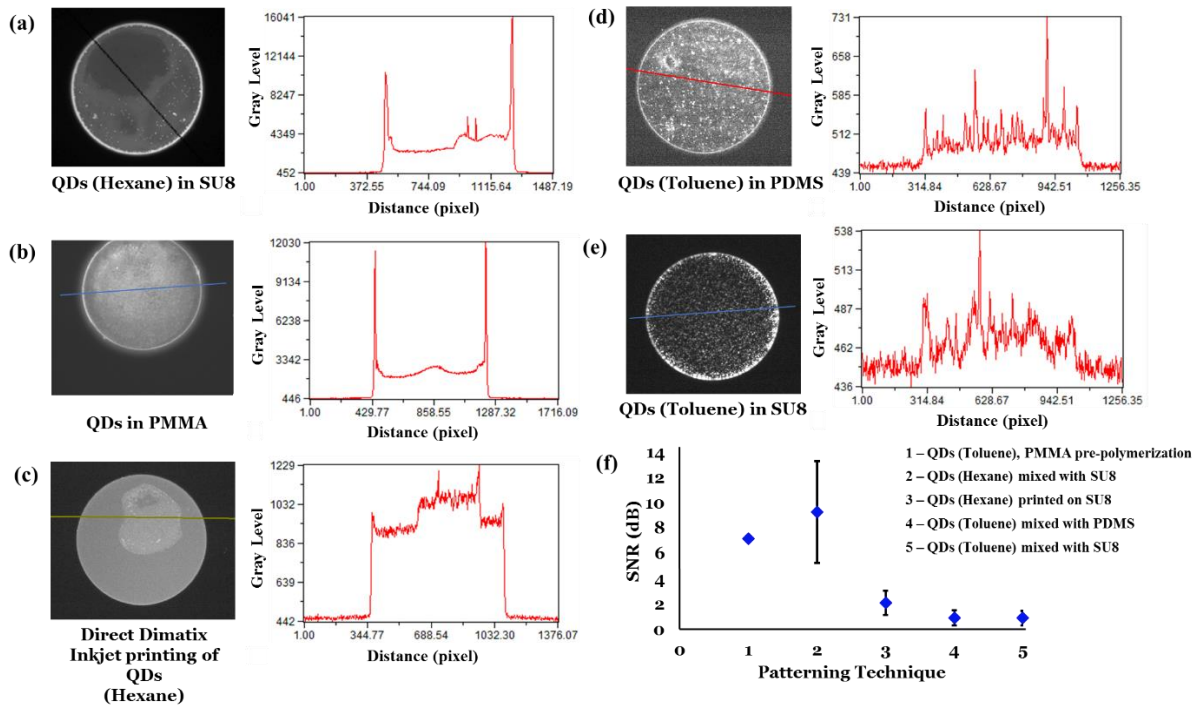 (a)
QDs (Hexane) in SU8
Gray Level
16041
12144
8247
4349
452
1.00 372.55 744.09 1115.64 1487.19
Distance (pixel)
(b)
QDs in PMMA
Gray Level
12030
9134
6238
3342
446
1.00 429.77 858.55 1287.32 1716.09
Distance (pixel)
(c)
Direct Dimatix
Inkjet printing of
QDs
(Hexane)
Gray Level
1229
1032
836
639
442
1.00 344.77 688.54 1032.30 1376.07
Distance (pixel)
(d)
QDs (Toluene) in PDMS
Gray Level
731
658
585
512
439
1.00 314.84 628.67 942.51 1256.35
Distance (pixel)
(e)
QDs (Toluene) in SU8
Gray Level
538
513
487
462
436
1.00 314.84 628.67 942.51 1256.35
Distance (pixel)
(f)
SNR (dB)
14
12
10
8
6
4
2
0
0 1 2 3 4 5
Patterning Technique
1 – QDs (Toluene), PMMA pre-polymerization
2 – QDs (Hexane) mixed with SU8
3 – QDs (Hexane) printed on SU8
4 – QDs (Toluene) mixed with PDMS
5 – QDs (Toluene) mixed with SU8